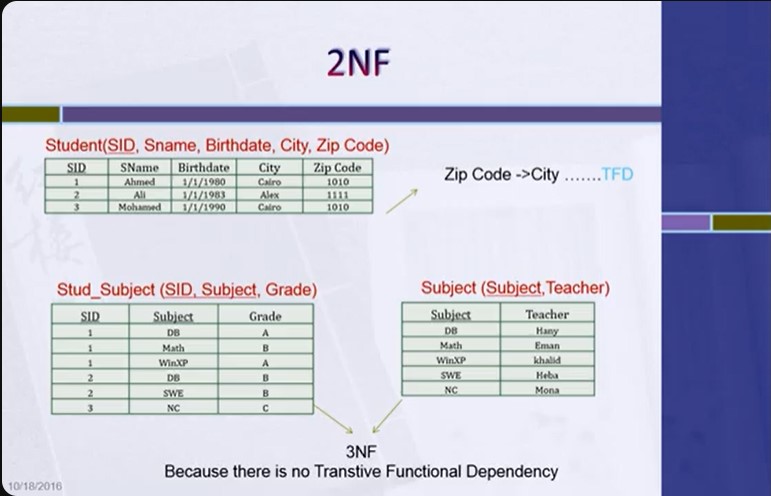 2NF
Student(SID, Sname, Birthdate, City, Zip Code)
SID SName Birthdate City Zip Code
1 Ahmed 1/1/1980 Cairo 1010
2 Ali 1/1/1983 Alex 1111
3 Mohamed 1/1/1990 Cairo 1010
Zip Code ->City .......TFD
Stud_Subject (SID, Subject, Grade)
SID Subject Grade
1 DB A
1 Math B
1 WinXP A
2 DB B
2 SWE B
3 NC C
Subject (Subject,Teacher)
Subject Teacher
DB Hany
Math Eman
WinXP khalid
SWE Heba
NC Mona
3NF
Because there is no Transtive Functional Dependency
10/18/2016